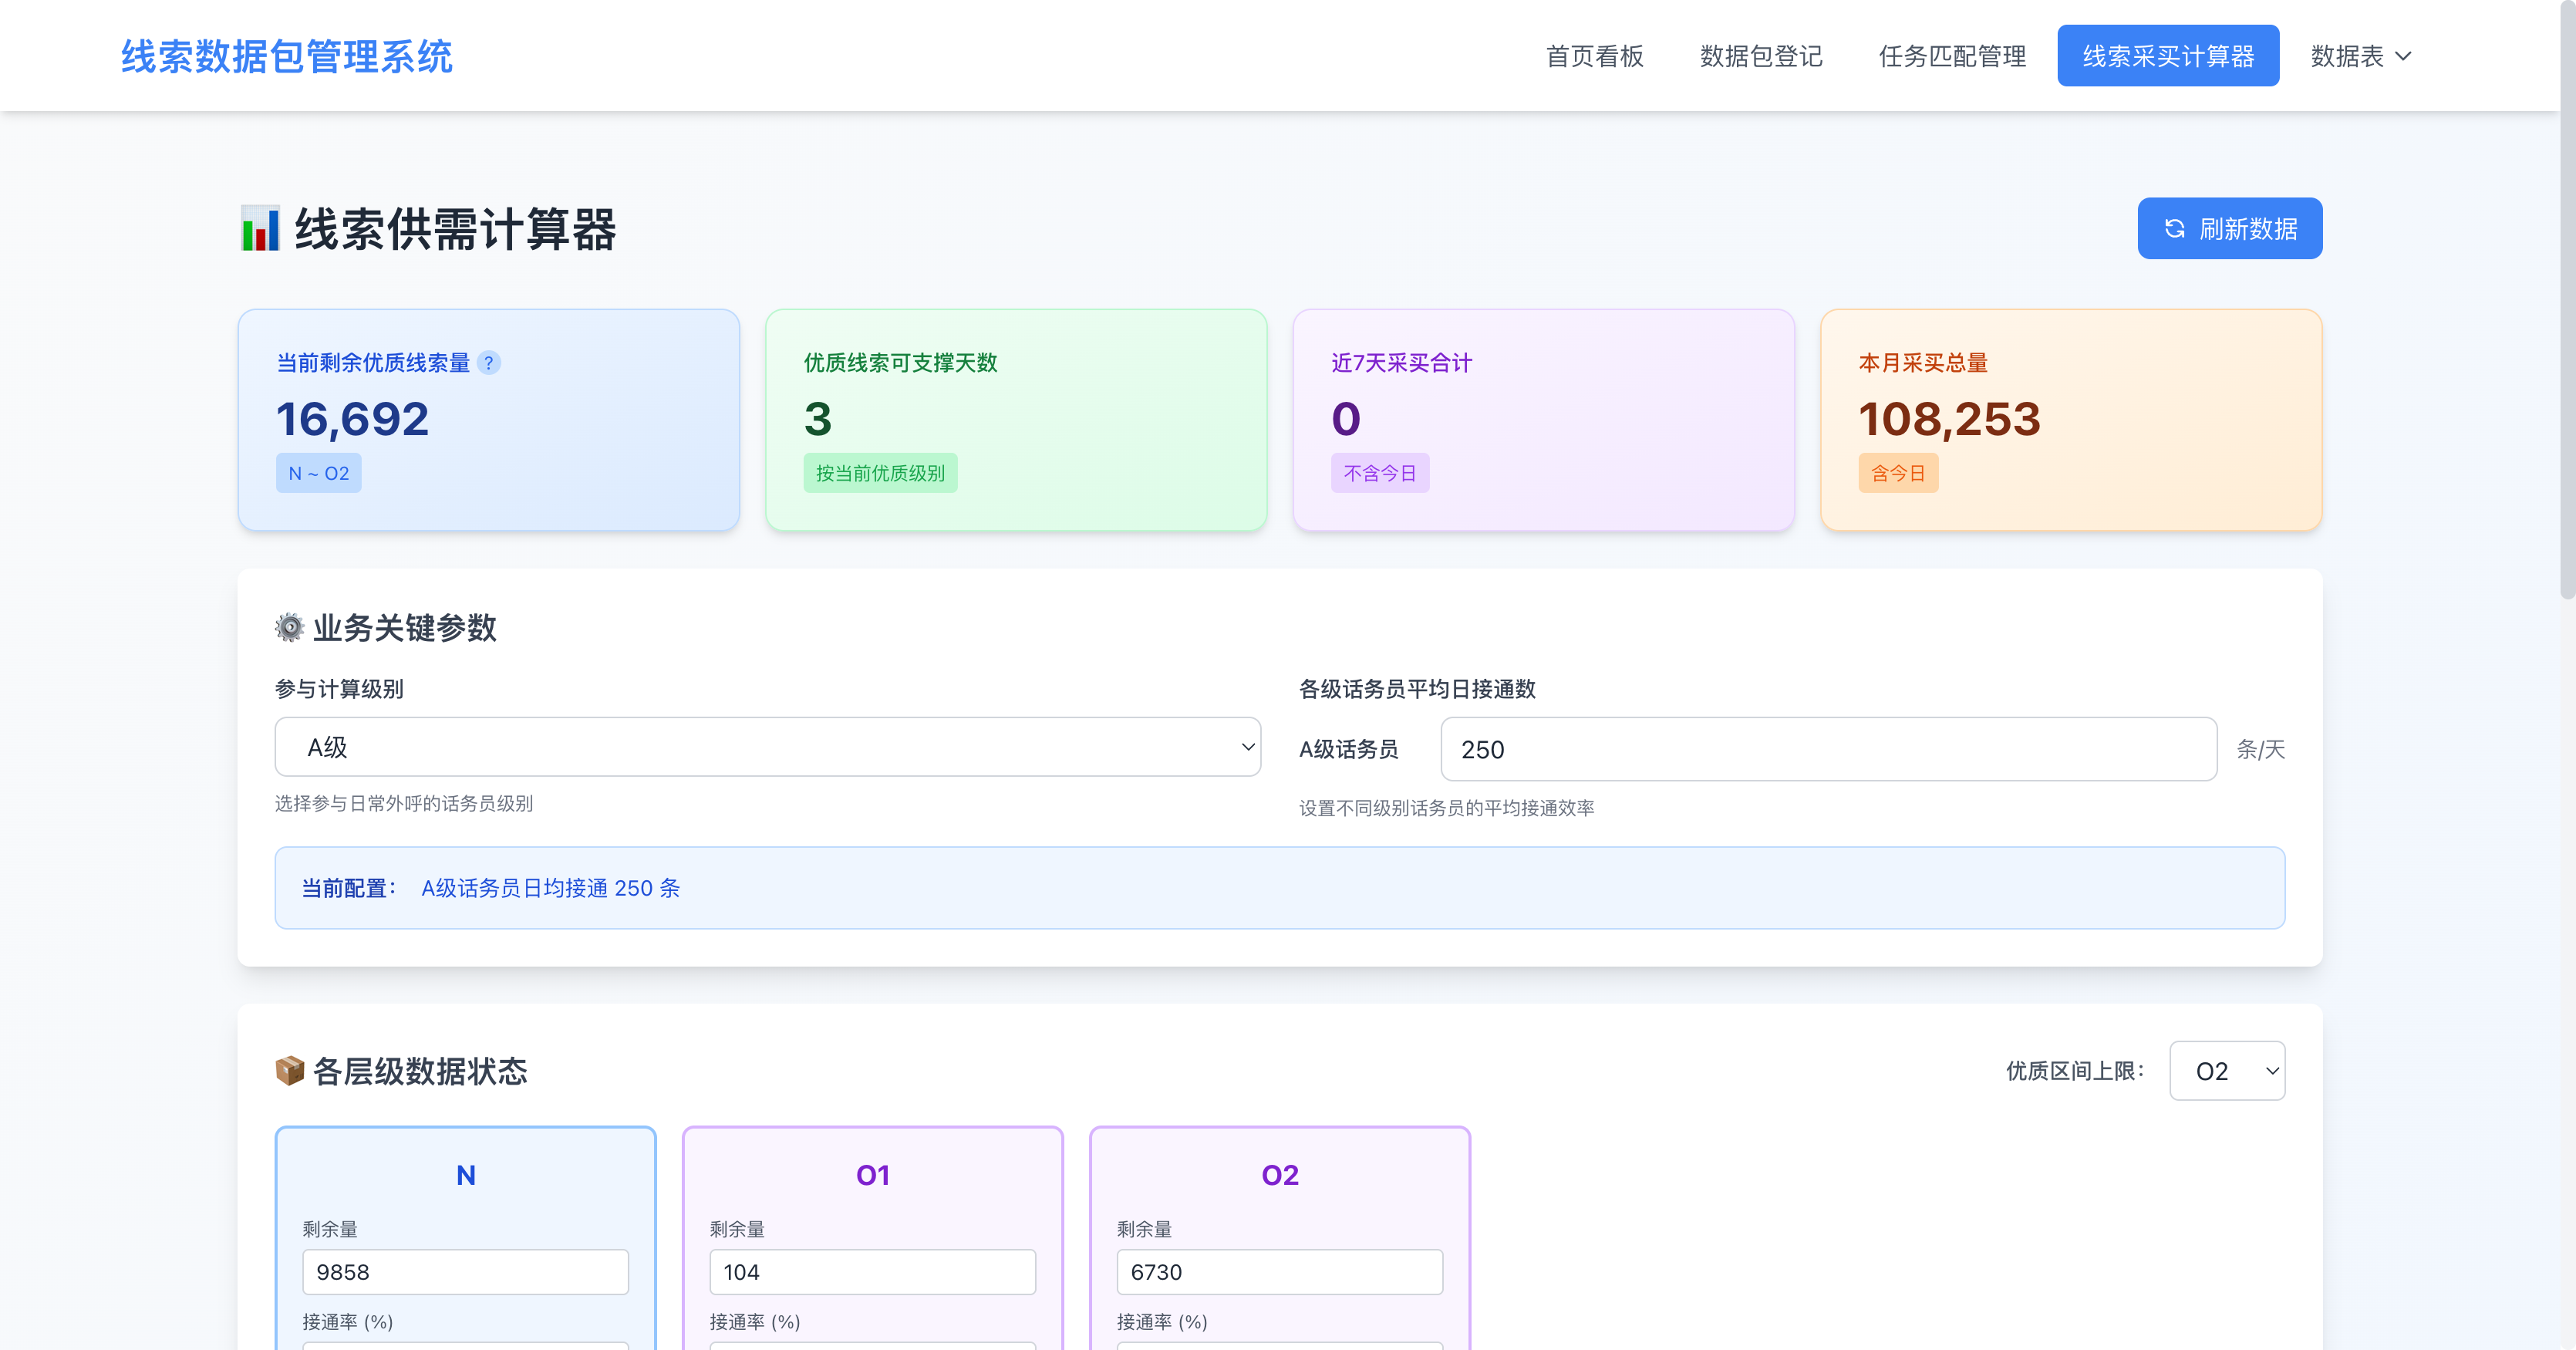 线索数据包管理系统
首页看板 数据包登记 任务匹配管理 线索采买计算器 数据表
线索供需计算器
刷新数据
当前剩余优质线索量 ?
16,692
N ~ O2
优质线索可支撑天数
3
按当前优质级别
近7天采买合计
0
不含今日
本月采买总量
108,253
含今日
业务关键参数
参与计算级别
A级
选择参与日常外呼的话务员级别
各级话务员平均日接通数
A级话务员 250 条/天
设置不同级别话务员的平均接通效率
当前配置： A级话务员日均接通 250 条
各层级数据状态
优质区间上限： O2
N
剩余量
9858
接通率 (%)
O1
剩余量
104
接通率 (%)
O2
剩余量
6730
接通率 (%)